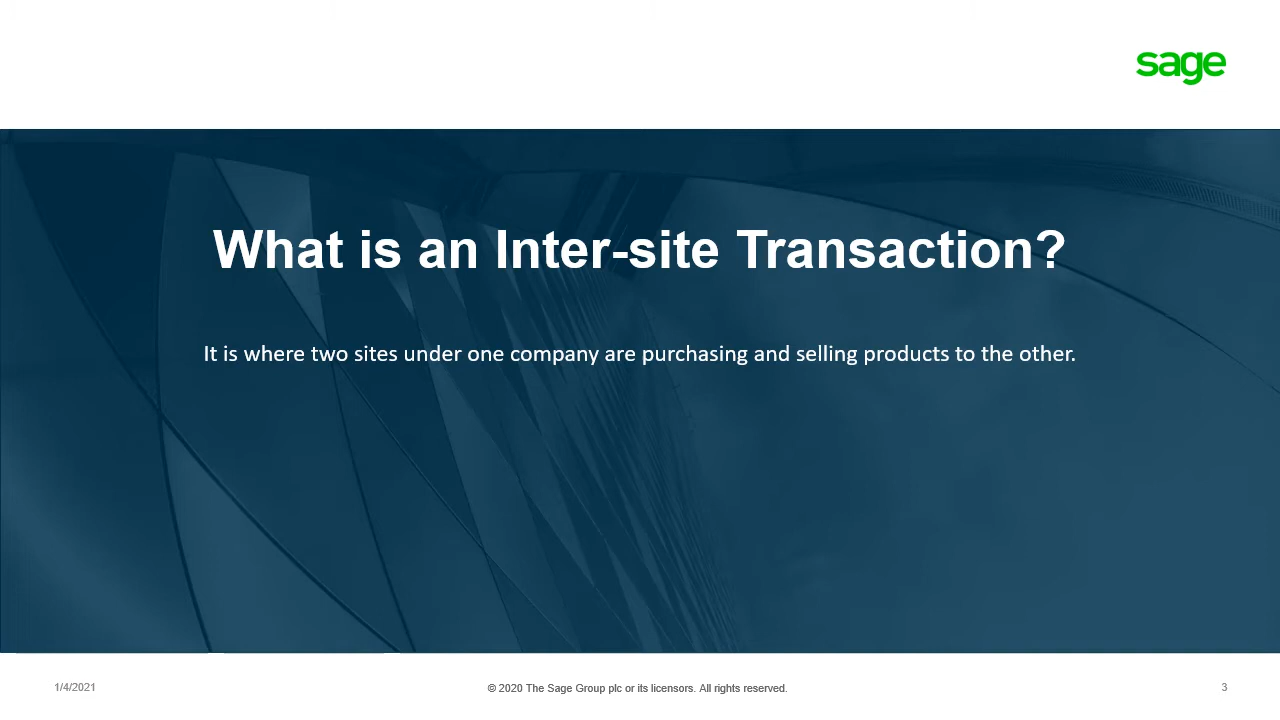 sage
What is an Inter-site Transaction?
It is where two sites under one company are purchasing and selling products to the other.
1/4/2021
© 2020 The Sage Group plc or its licensors. All rights reserved.
3